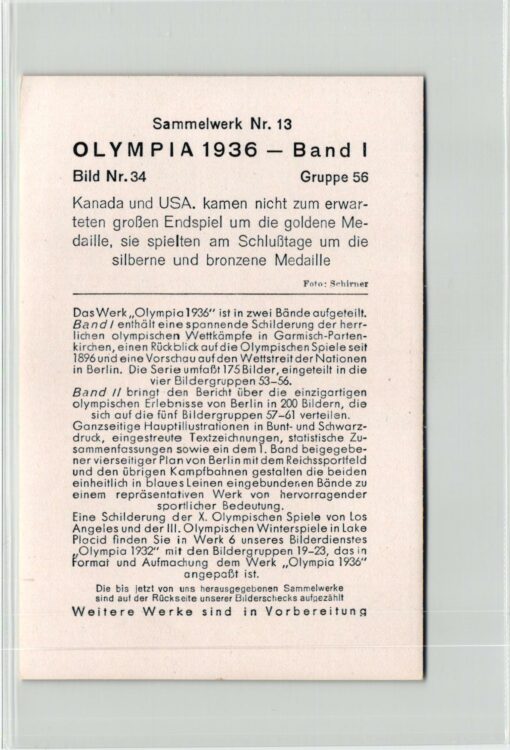 Sammelwerk Nr. 13
OLYMPIA 1936 – Band I
Bild Nr. 34 Gruppe 56
Kanada und USA. kamen nicht zum erwar-
teten großen Endspiel um die goldene Me-
daille, sie spielten am Schlußtage um die
silberne und bronzene Medaille
Foto: Schirner
Das Werk „Olympia 1936" ist in zwei Bände aufgeteilt.
Band I enthält eine spannende Schilderung der herr-
lichen olympischen Wettkämpfe in Garmisch-Parten-
kirchen, einen Rückblick auf die Olympischen Spiele seit
1896 und eine Vorschau auf den Wettstreit der Nationen
in Berlin. Die Serie umfaßt 175 Bilder, eingeteilt in die
vier Bildergruppen 53–56.
Band II bringt den Bericht über die einzigartigen
olympischen Erlebnisse von Berlin in 200 Bildern, die
sich auf die fünf Bildergruppen 57–61 verteilen.
Ganzseitige Hauptillustrationen in Bunt- und Schwarz-
druck, eingestreute Textzeichnungen, statistische Zu-
sammenfassungen sowie ein dem I. Band beigegebe-
ner vierseitiger Plan von Berlin mit dem Reichssportfeld
und den übrigen Kampfbahnen gestalten die beiden
einheitlich in blaues Leinen eingebundenen Bände zu
einem repräsentativen Werk von hervorragender
sportlicher Bedeutung.
Eine Schilderung der X. Olympischen Spiele von Los
Angeles und der III. Olympischen Winterspiele in Lake
Placid finden Sie in Werk 6 unseres Bilderdienstes
„Olympia 1932" mit den Bildergruppen 19–23, das in
Format und Aufmachung dem Werk „Olympia 1936"
angepaßt ist.
Die bis jetzt von uns herausgegebenen Sammelwerke
sind auf der Rückseite unserer Bilderschecks aufgezählt
Weitere Werke sind in Vorbereitung